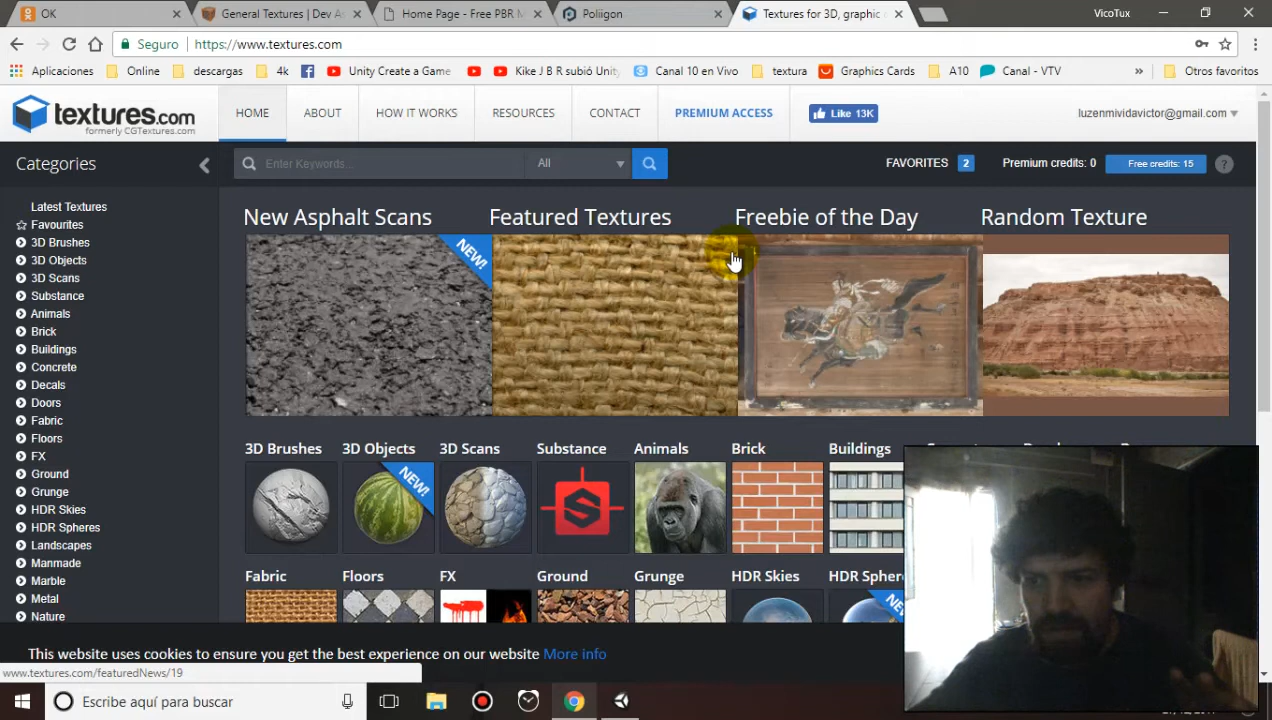 OK
General Textures | Dev A
Home Page - Free PBR M
Poliigon
Textures for 3D, graphic
VicoTux
Seguro
https://www.textures.com
Aplicaciones
Online
descargas
4k
Unity Create a Game
Kike J B R subió Unity
Canal 10 en Vivo
textura
Graphics Cards
A10
Canal - VTV
»
Otros favoritos
textures.com
formerly CGTextures.com
HOME
ABOUT
HOW IT WORKS
RESOURCES
CONTACT
PREMIUM ACCESS
Like 13K
luzenmividavictor@gmail.com
Categories
Enter Keywords...
All
FAVORITES 2
Premium credits: 0
Free credits: 15
?
Latest Textures
Favourites
3D Brushes
3D Objects
3D Scans
Substance
Animals
Brick
Buildings
Concrete
Decals
Doors
Fabric
Floors
FX
Ground
Grunge
HDR Skies
HDR Spheres
Landscapes
Manmade
Marble
Metal
Nature
New Asphalt Scans
Featured Textures
Freebie of the Day
Random Texture
NEW!
3D Brushes
3D Objects
3D Scans
Substance
Animals
Brick
Buildings
NEW!
Fabric
Floors
FX
Ground
Grunge
HDR Skies
HDR Sphere
This website uses cookies to ensure you get the best experience on our website More info
www.textures.com/featuredNews/19
Escribe aquí para buscar